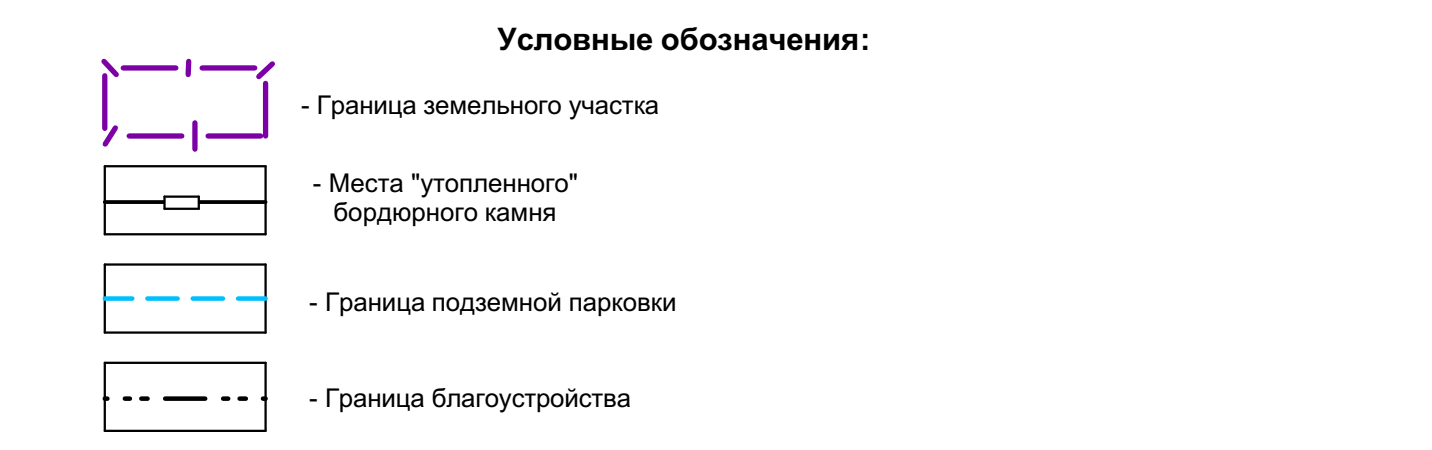 Условные обозначения:
- Граница земельного участка
- Места "утопленного"
бордюрного камня
- Граница подземной парковки
- Граница благоустройства